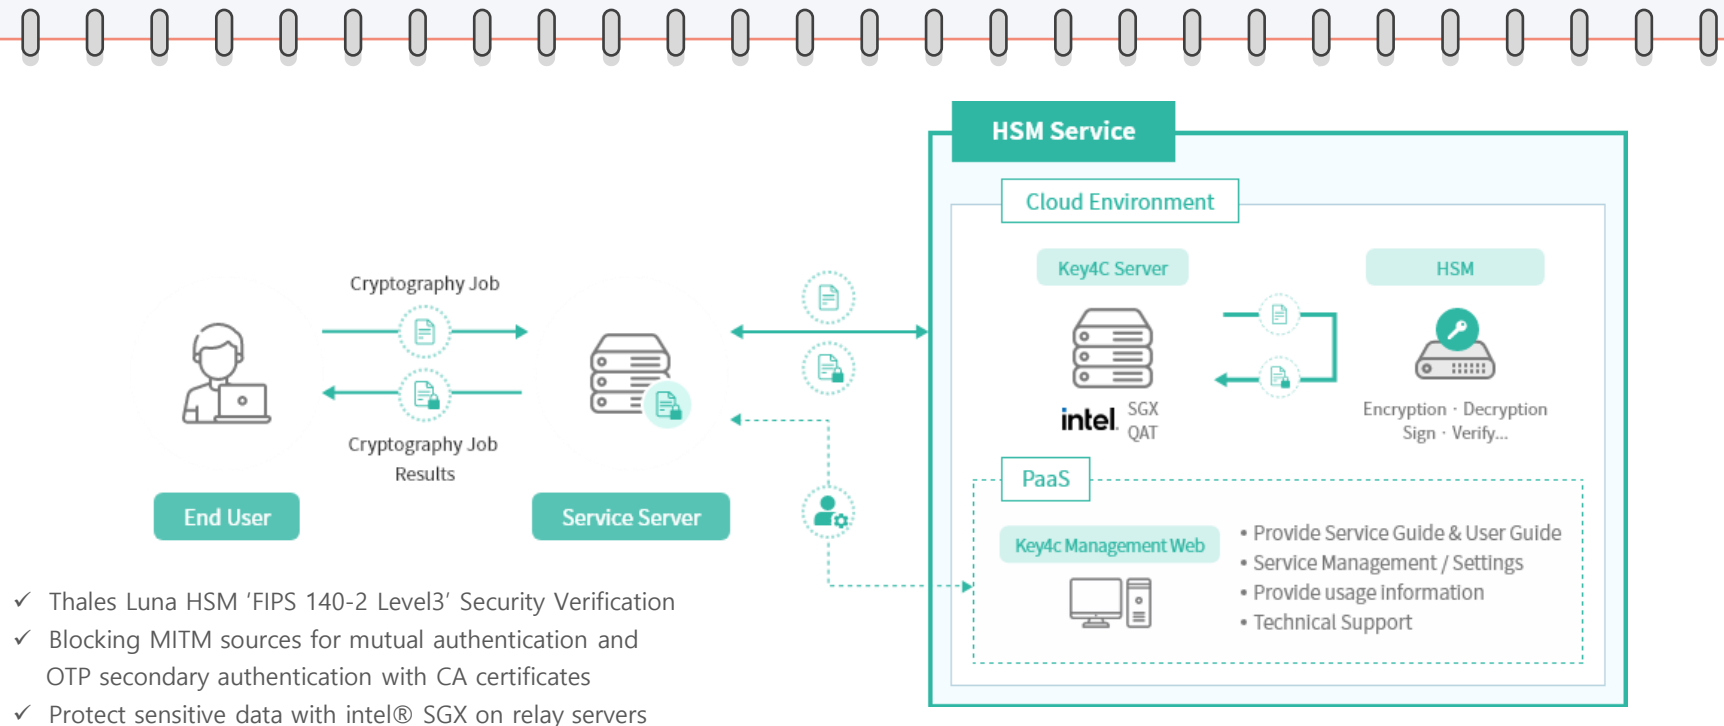 HSM Service
Cloud Environment
Key4C Server
HSM
Cryptography Job
intel.
SGX
QAT
Encryption · Decryption
Sign · Verify...
Cryptography Job
Results
PaaS
End User
Service Server
Key4c Management Web
• Provide Service Guide & User Guide
• Service Management / Settings
• Provide usage information
• Technical Support
✓ Thales Luna HSM ‘FIPS 140-2 Level3’ Security Verification
✓ Blocking MITM sources for mutual authentication and
OTP secondary authentication with CA certificates
✓ Protect sensitive data with intel® SGX on relay servers